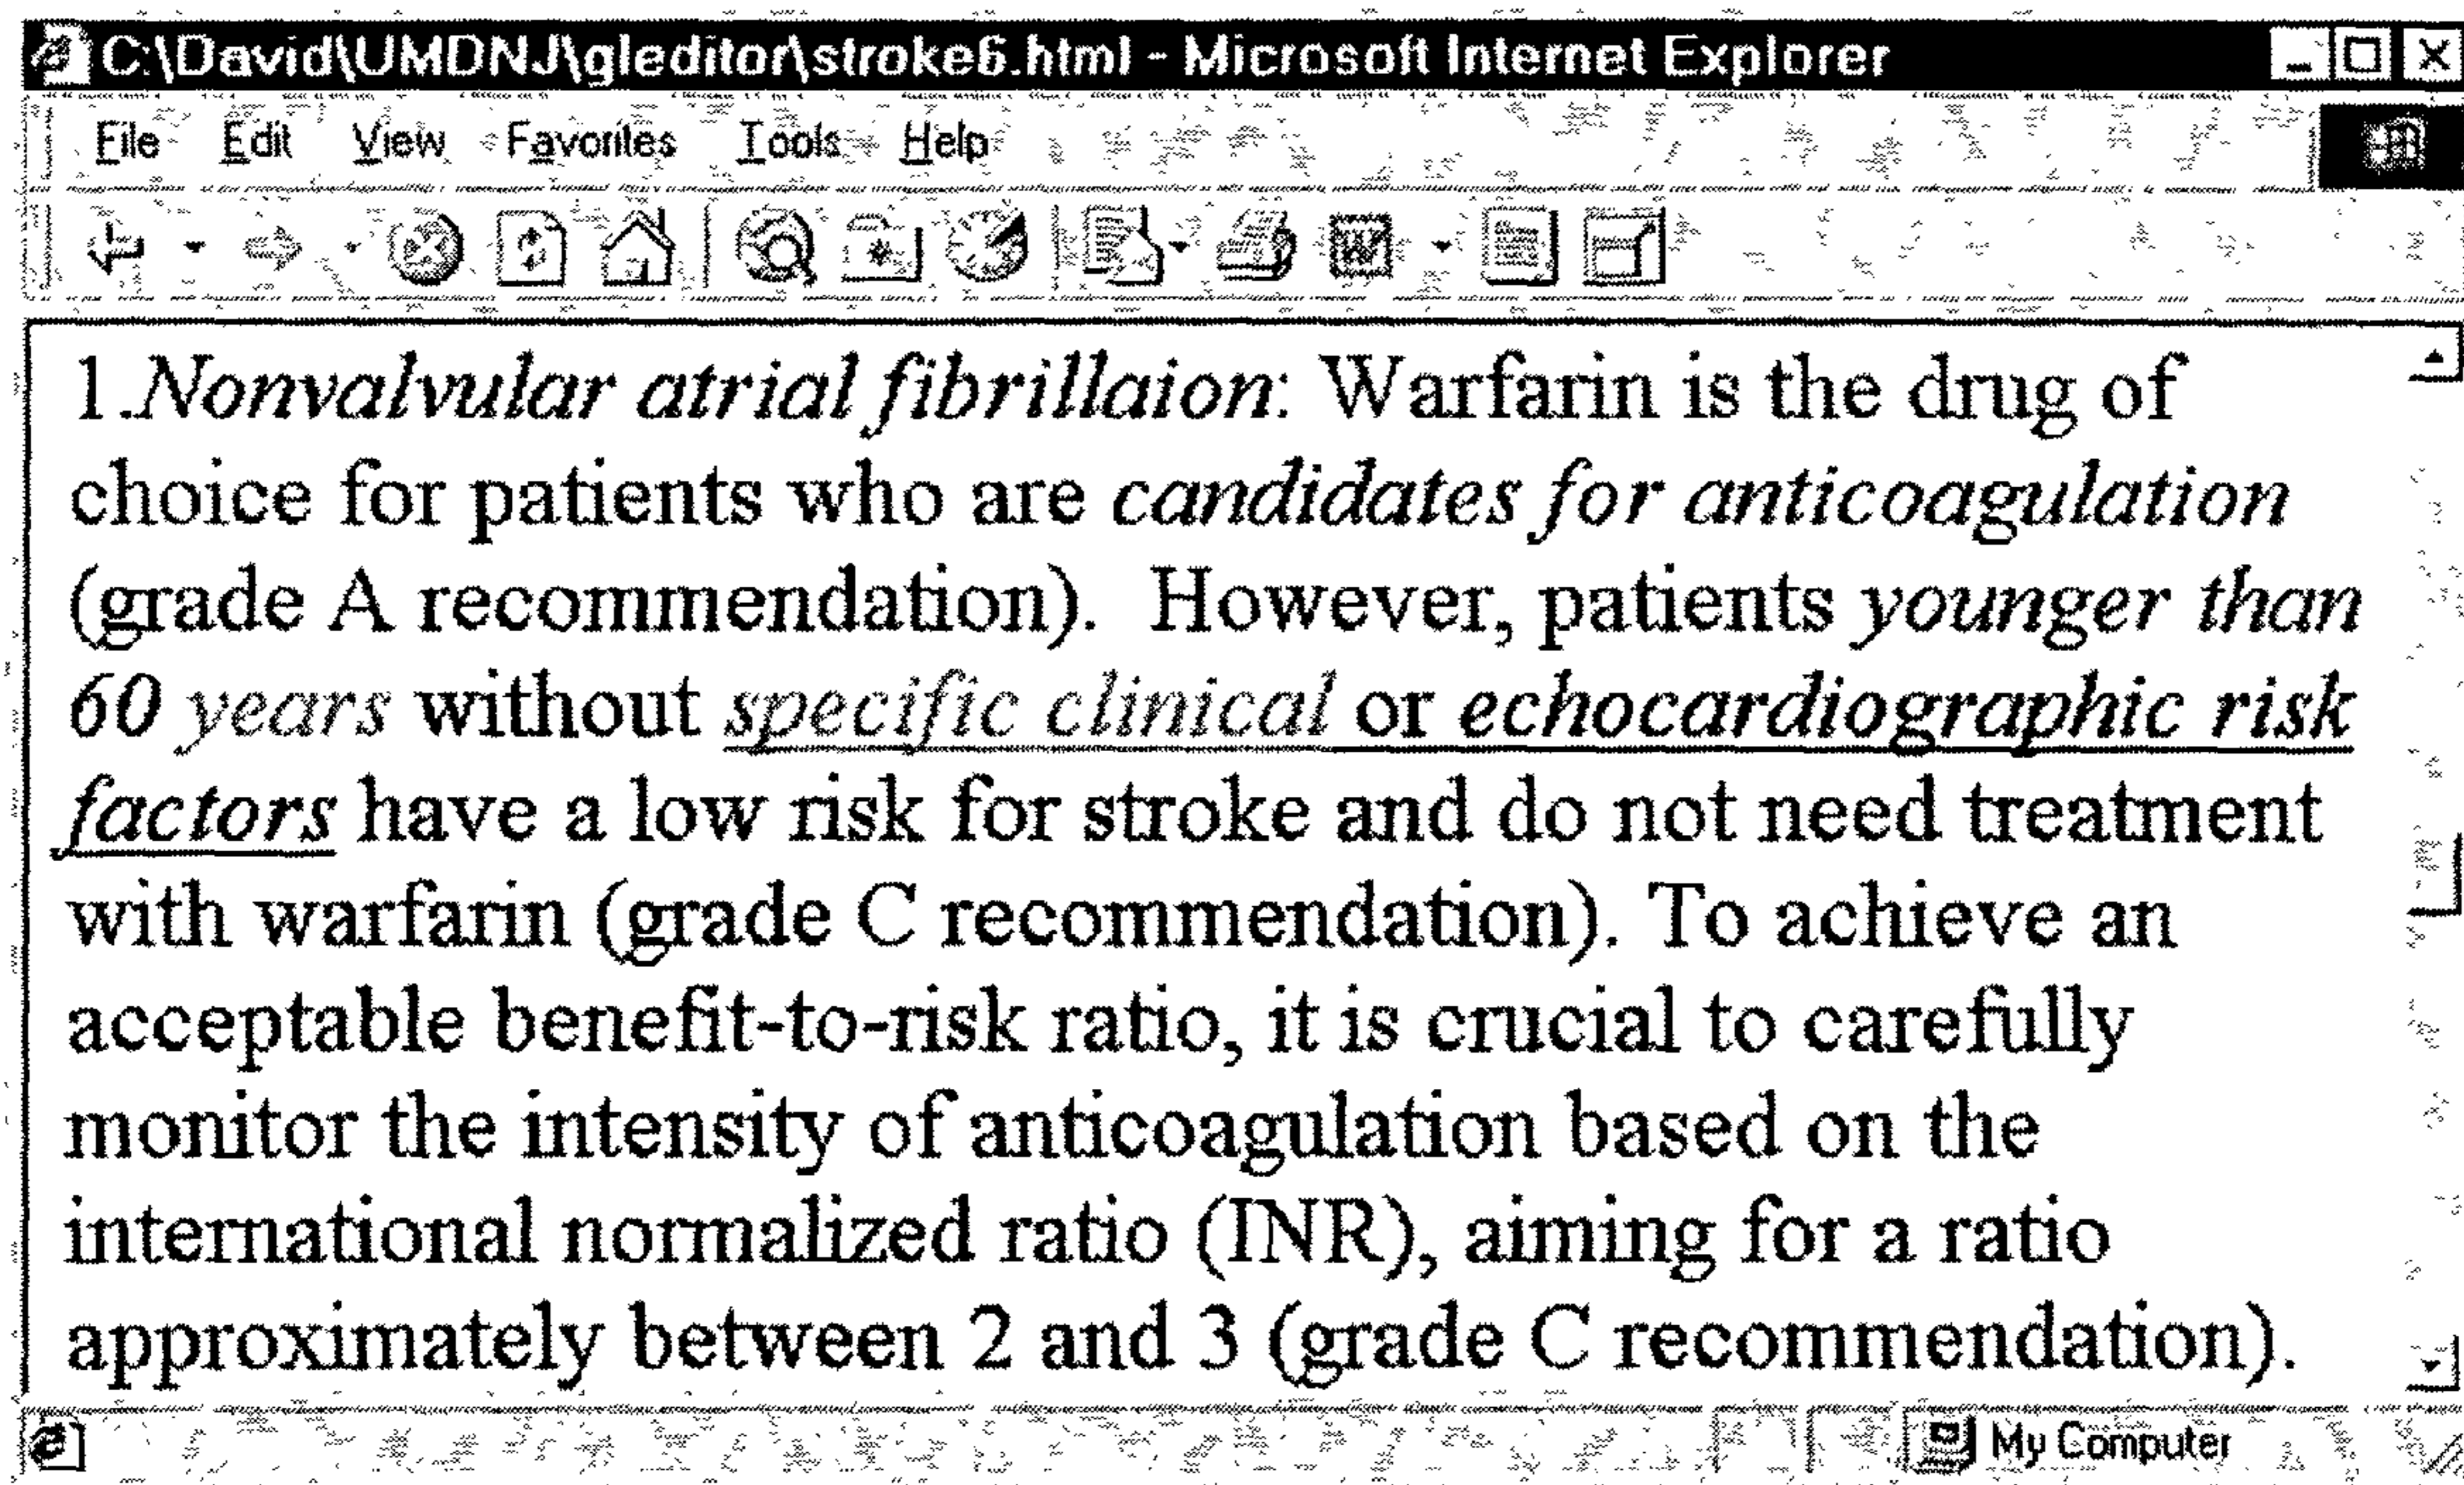 C:\David\UMDNJ\gleditor\stroke6.html - Microsoft Internet Explorer
File Edit View Favorites Tools Help
1.Nonvalvular atrial fibrillaion: Warfarin is the drug of
choice for patients who are candidates for anticoagulation
(grade A recommendation). However, patients younger than
60 years without specific clinical or echocardiographic risk
factors have a low risk for stroke and do not need treatment
with warfarin (grade C recommendation). To achieve an
acceptable benefit-to-risk ratio, it is crucial to carefully
monitor the intensity of anticoagulation based on the
international normalized ratio (INR), aiming for a ratio
approximately between 2 and 3 (grade C recommendation).
My Computer